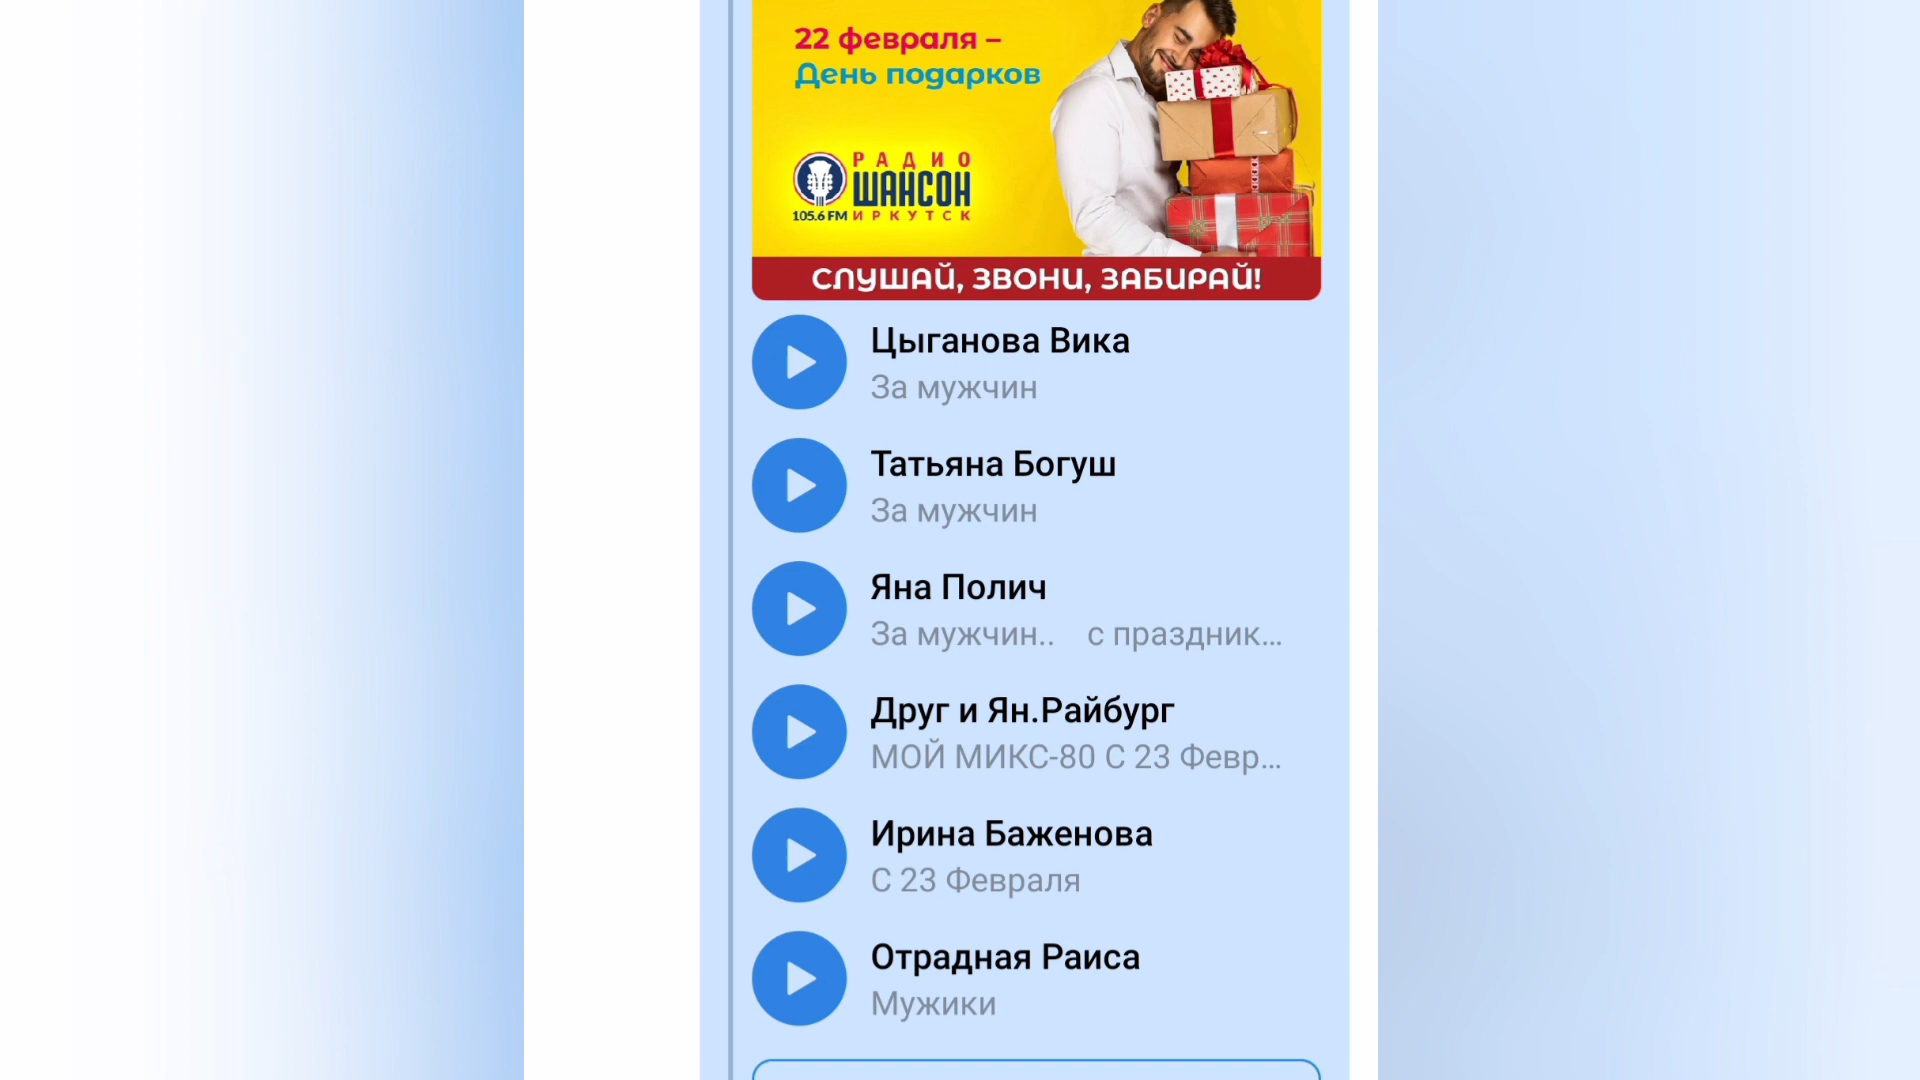 22 февраля –
День подарков
РАДИО
ШАНСОН
105.6 FM ИРКУТСК
СЛУШАЙ, ЗВОНИ, ЗАБИРАЙ!
Цыганова Вика
За мужчин
Татьяна Богуш
За мужчин
Яна Полич
За мужчин.. с праздник...
Друг и Ян.Райбург
МОЙ МИКС-80 С 23 Февр...
Ирина Баженова
С 23 Февраля
Отрадная Раиса
Мужики